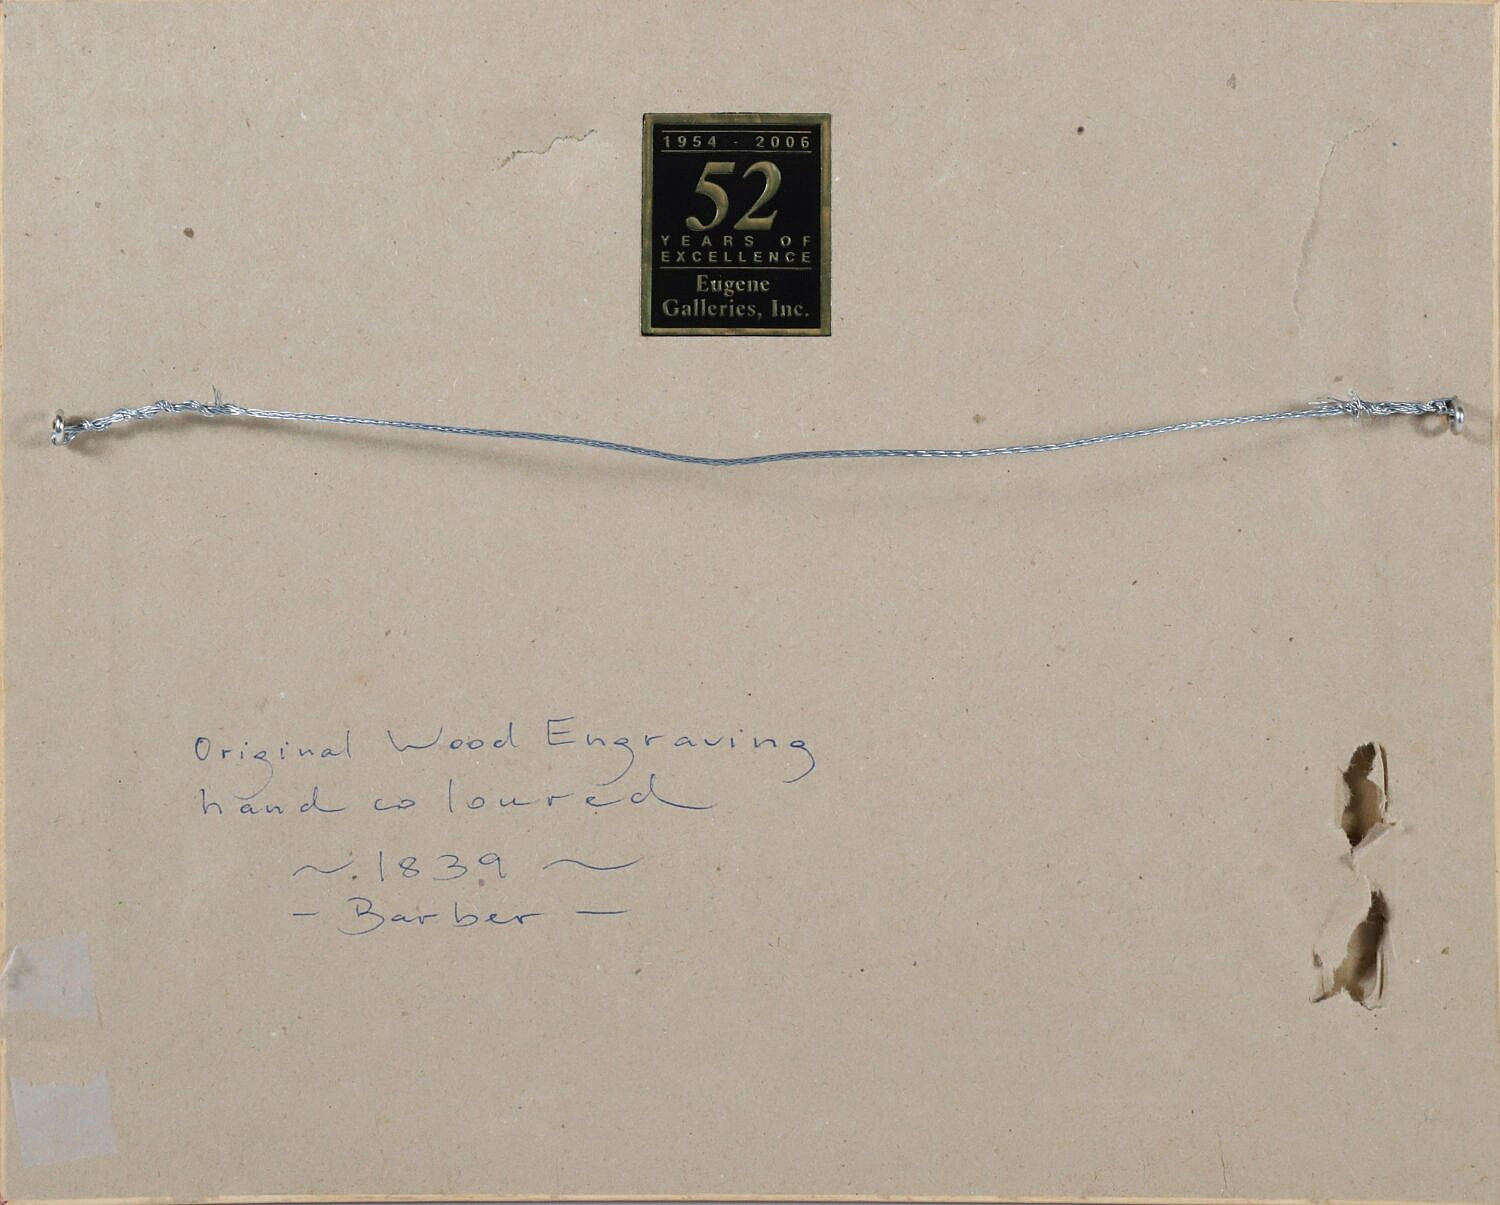 1954 - 2006
52
YEARS OF
EXCELLENCE
Eugene
Galleries, Inc.
Original Wood Engraving
hand coloured
~ 1839 ~
- Barber -